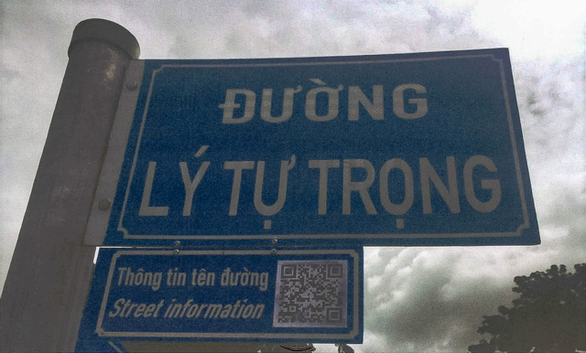 ĐƯỜNG
LÝ TỰ TRỌNG
Thông tin tên đường
Street information